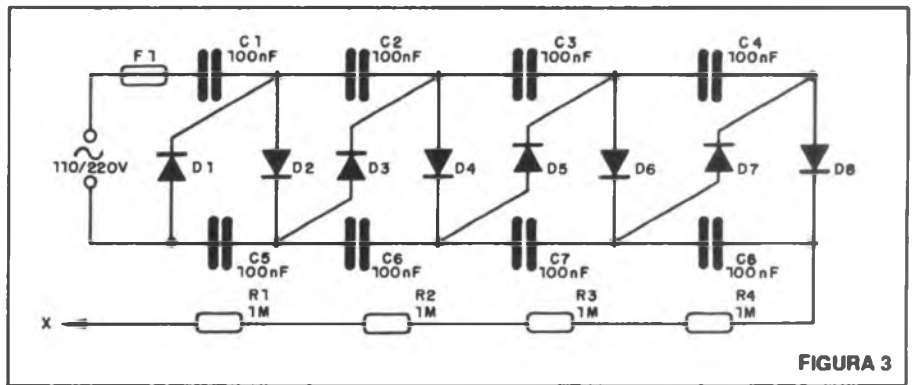 C1
100nF
C2
100nF
C3
100nF
C4
100nF
F1
110/220V
D1
D2
D3
D4
D5
D6
D7
D8
C5
100nF
C6
100nF
C7
100nF
C8
100nF
R1
1M
R2
1M
R3
1M
R4
1M
X
FIGURA 3